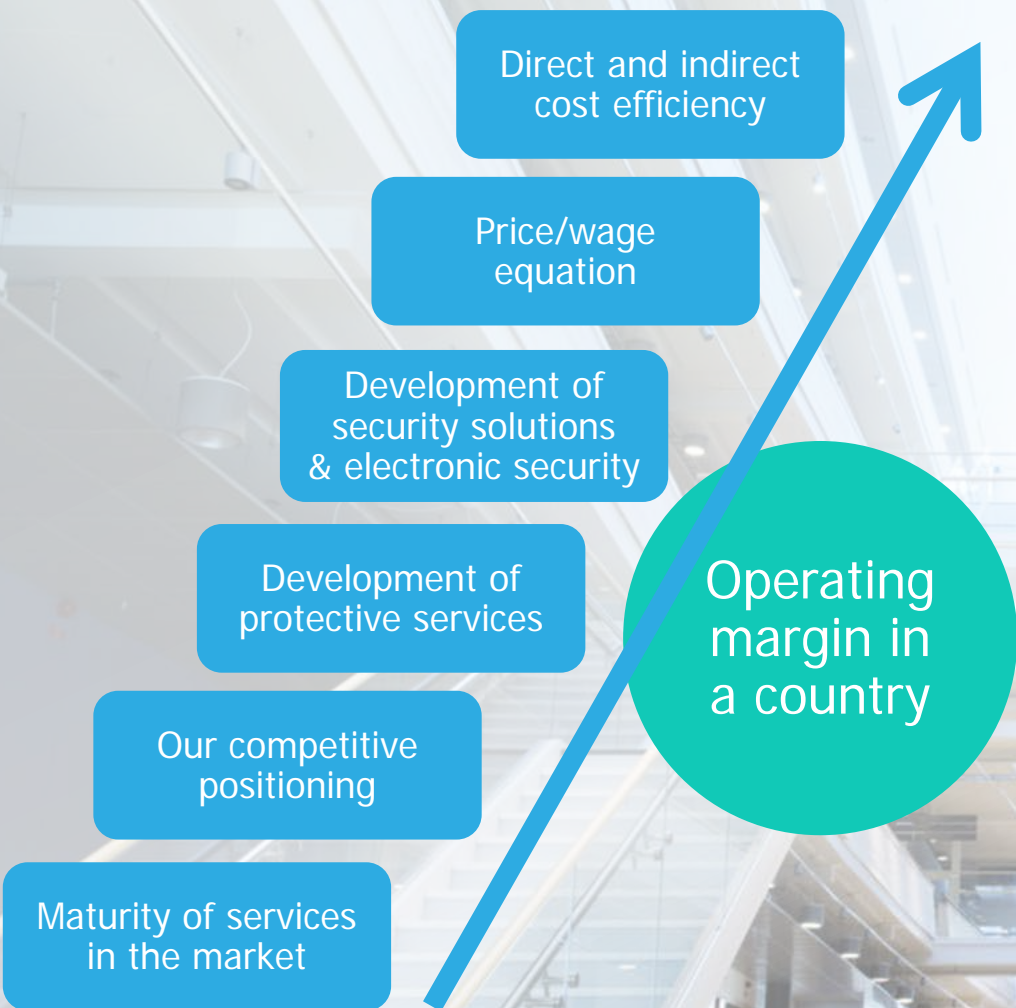 Direct and indirect
cost efficiency
Price/wage
equation
Development of
security solutions
& electronic security
Development of
protective services
Operating
margin in
a country
Our competitive
positioning
Maturity of services
in the market